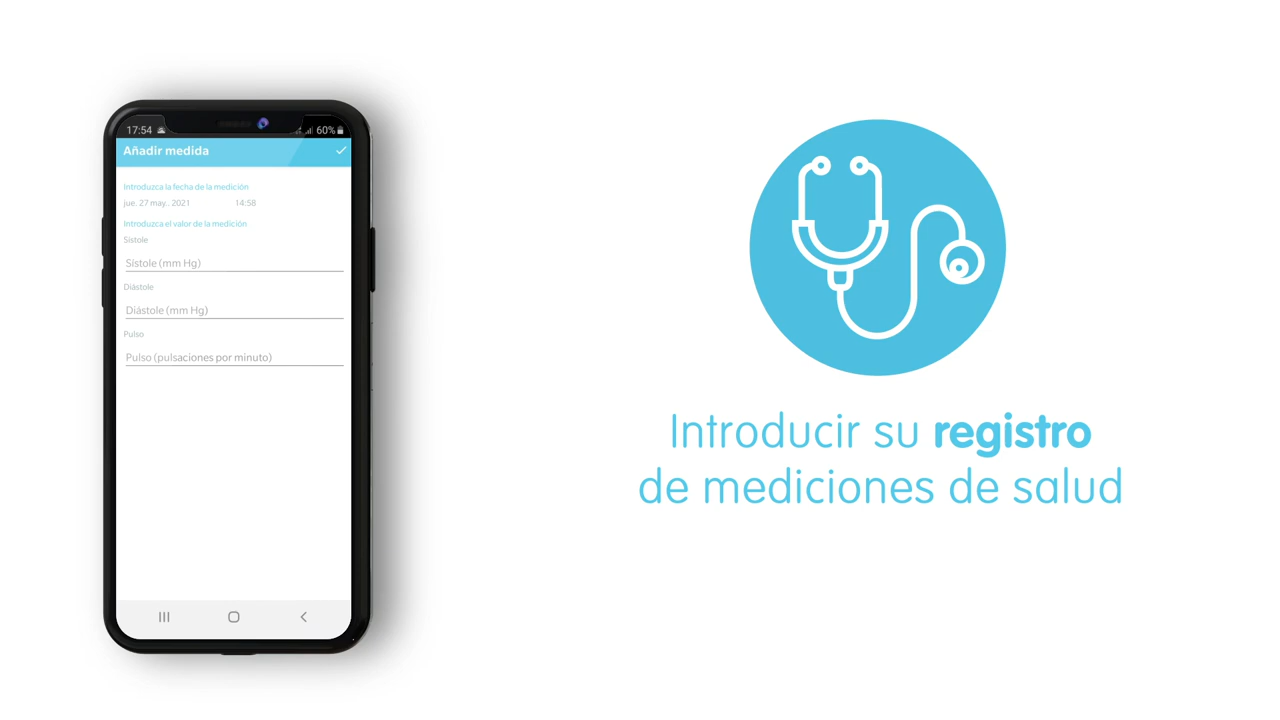 17:54
60%
Añadir medida
Introduzca la fecha de la medición
jue. 27 may.. 2021 14:58
Introduzca el valor de la medición
Sístole
Sístole (mm Hg)
Diástole
Diástole (mm Hg)
Pulso
Pulso (pulsaciones por minuto)
Introducir su registro
de mediciones de salud